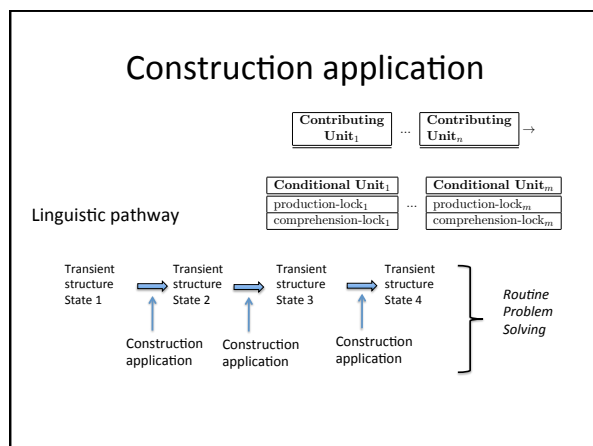 Construction application
Contributing Unit₁ ... Contributing Unitₙ →
Conditional Unit₁ ... Conditional Unitₘ
production-lock₁ production-lockₘ
comprehension-lock₁ comprehension-lockₘ
Linguistic pathway
Transient structure State 1
Transient structure State 2
Transient structure State 3
Transient structure State 4
Construction application
Construction application
Construction application
Routine
Problem
Solving